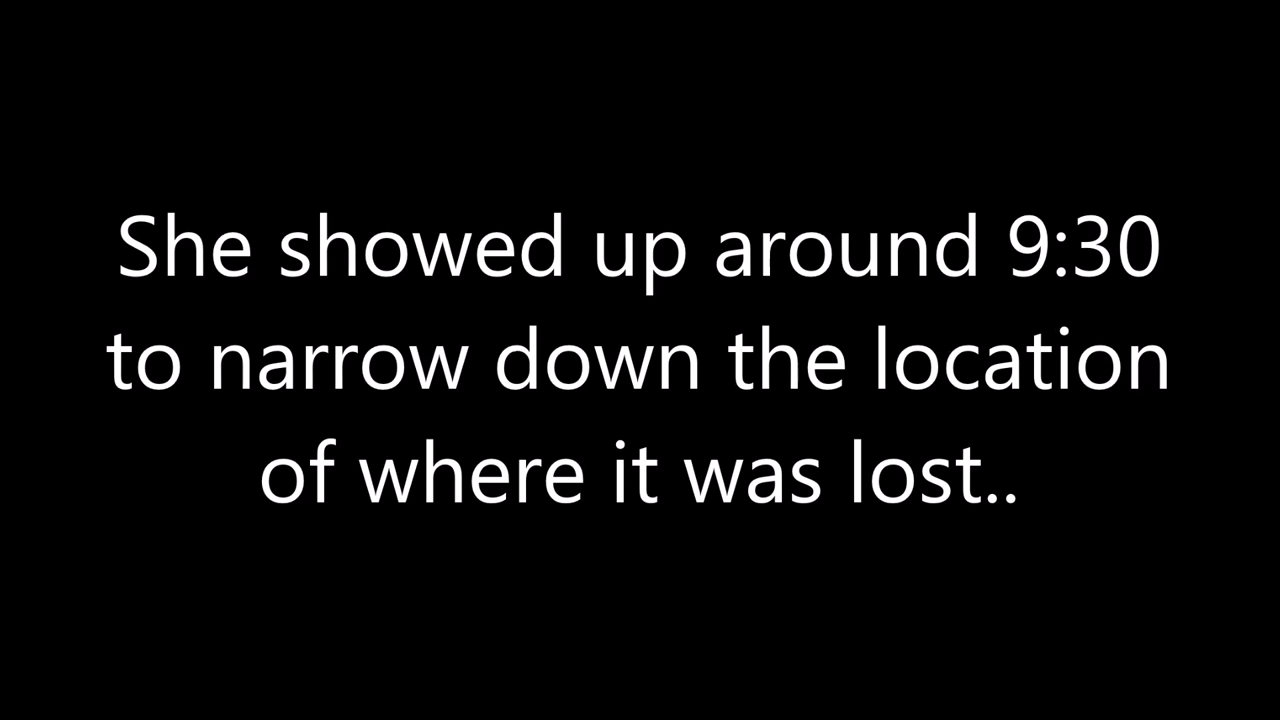 She showed up around 9:30
to narrow down the location
of where it was lost..